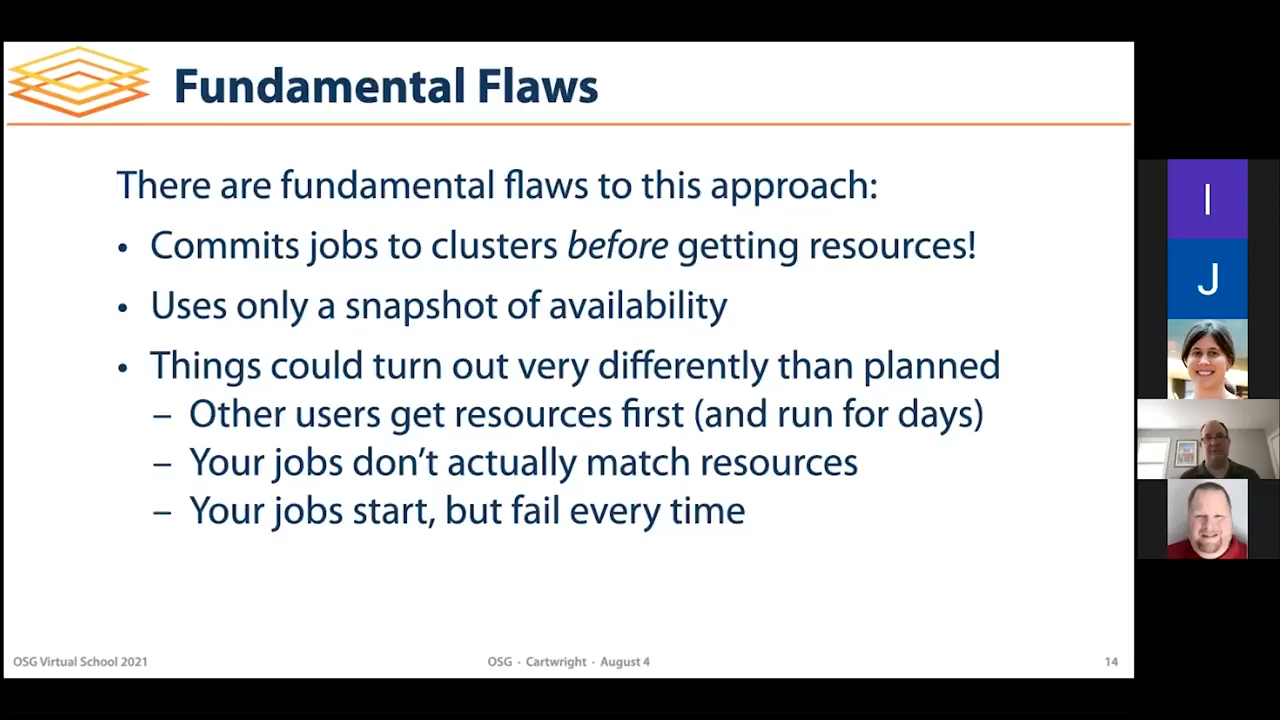 Fundamental Flaws
There are fundamental flaws to this approach:
• Commits jobs to clusters before getting resources!
• Uses only a snapshot of availability
• Things could turn out very differently than planned
– Other users get resources first (and run for days)
– Your jobs don’t actually match resources
– Your jobs start, but fail every time
OSG Virtual School 2021
OSG · Cartwright · August 4
14
I
J